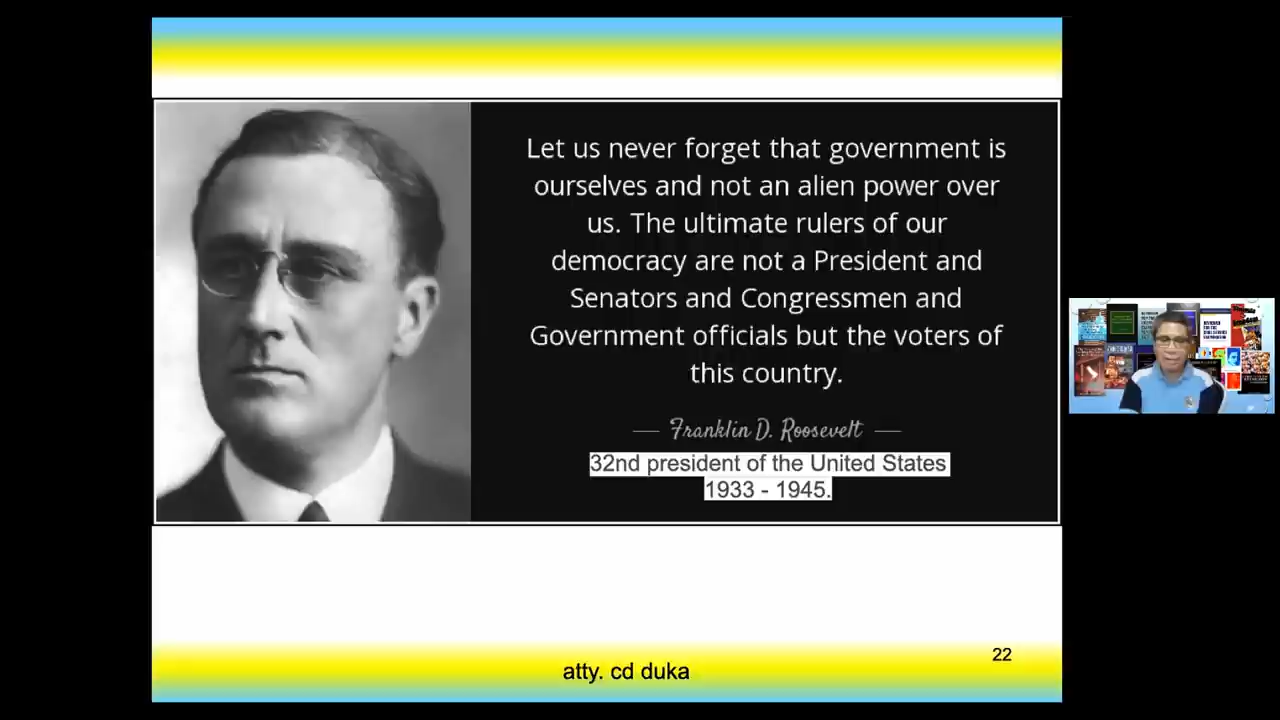 Let us never forget that government is
ourselves and not an alien power over
us. The ultimate rulers of our
democracy are not a President and
Senators and Congressmen and
Government officials but the voters of
this country.
— Franklin D. Roosevelt —
32nd president of the United States
1933 - 1945.
22
atty. cd duka